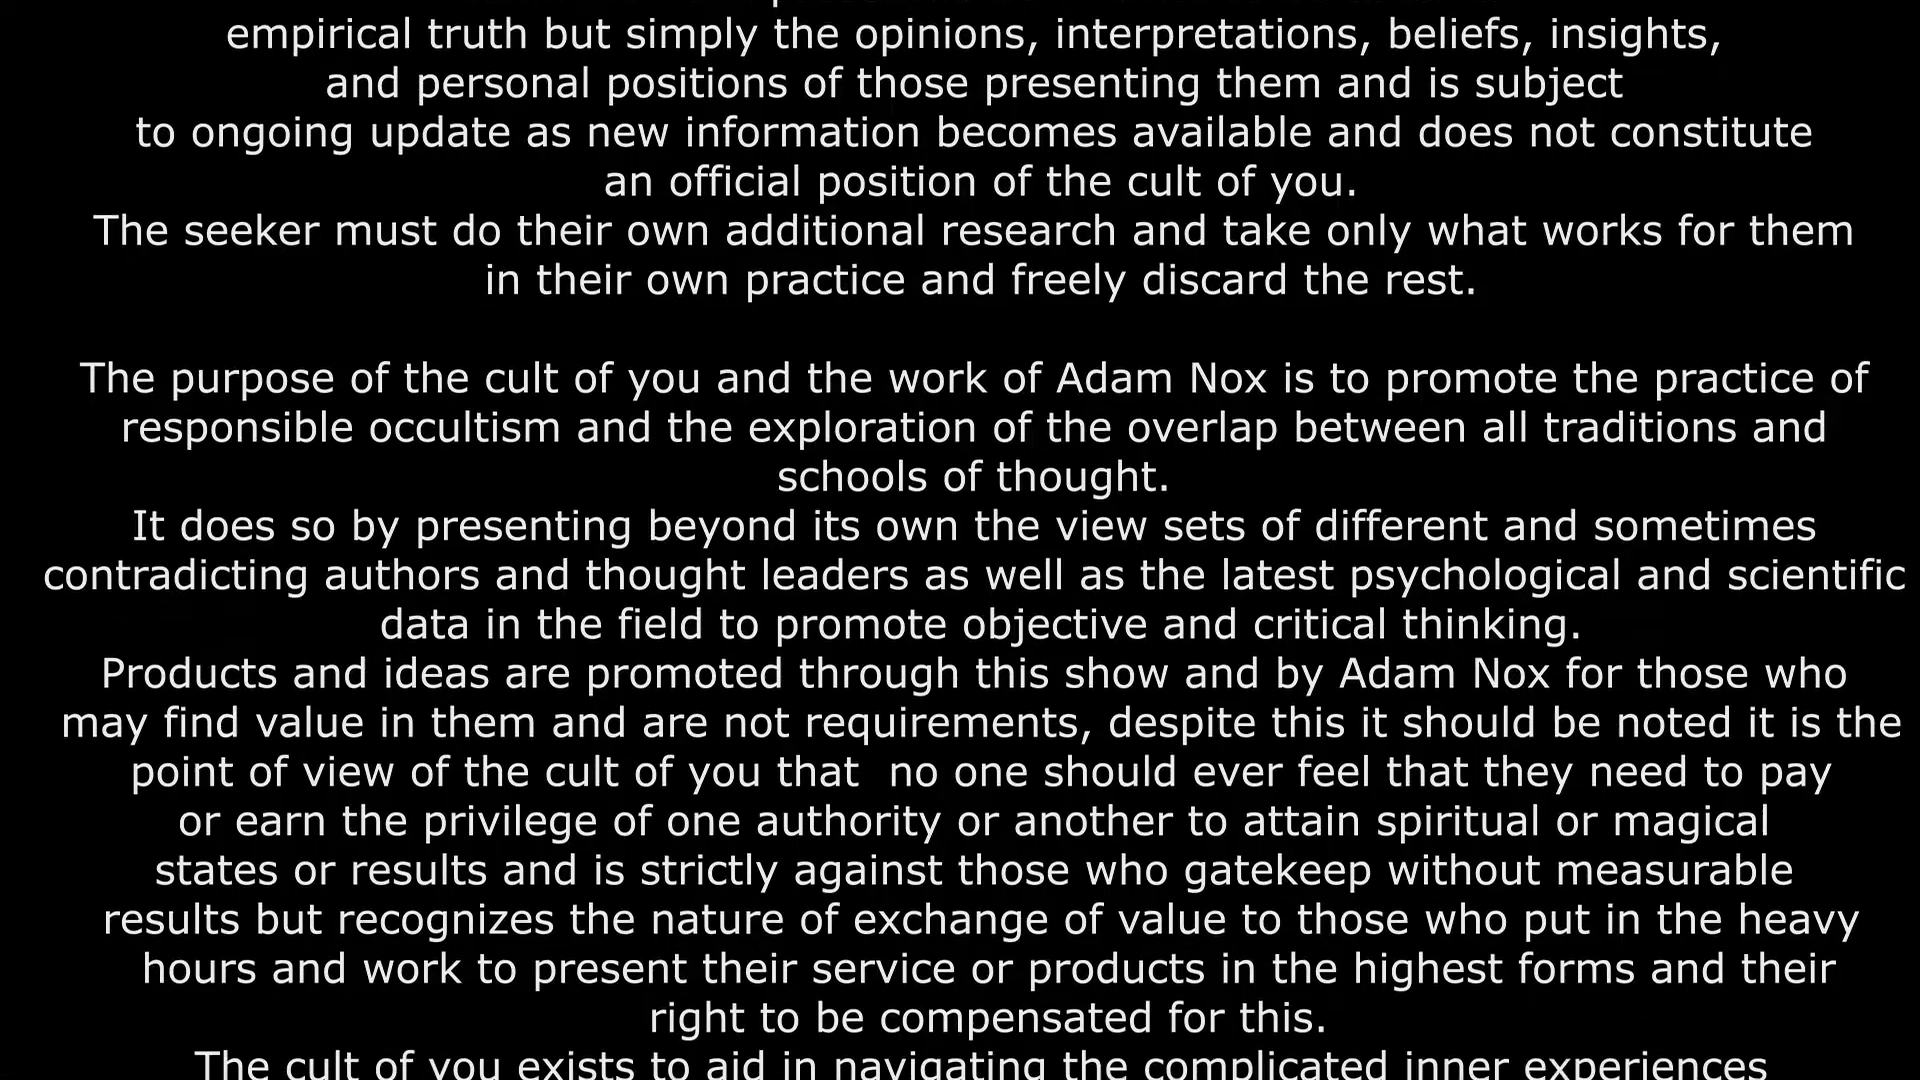 empirical truth but simply the opinions, interpretations, beliefs, insights,
and personal positions of those presenting them and is subject
to ongoing update as new information becomes available and does not constitute
an official position of the cult of you.
The seeker must do their own additional research and take only what works for them
in their own practice and freely discard the rest.
The purpose of the cult of you and the work of Adam Nox is to promote the practice of
responsible occultism and the exploration of the overlap between all traditions and
schools of thought.
It does so by presenting beyond its own the view sets of different and sometimes
contradicting authors and thought leaders as well as the latest psychological and scientific
data in the field to promote objective and critical thinking.
Products and ideas are promoted through this show and by Adam Nox for those who
may find value in them and are not requirements, despite this it should be noted it is the
point of view of the cult of you that  no one should ever feel that they need to pay
or earn the privilege of one authority or another to attain spiritual or magical
states or results and is strictly against those who gatekeep without measurable
results but recognizes the nature of exchange of value to those who put in the heavy
hours and work to present their service or products in the highest forms and their
right to be compensated for this.
The cult of you exists to aid in navigating the complicated inner experiences